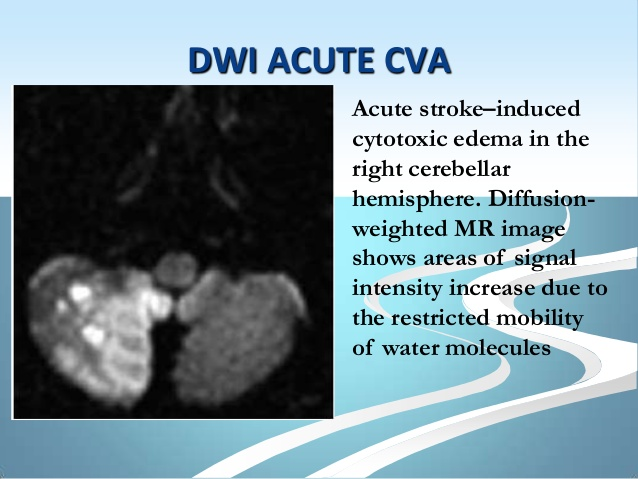 DWI ACUTE CVA
Acute stroke–induced
cytotoxic edema in the
right cerebellar
hemisphere. Diffusion-
weighted MR image
shows areas of signal
intensity increase due to
the restricted mobility
of water molecules